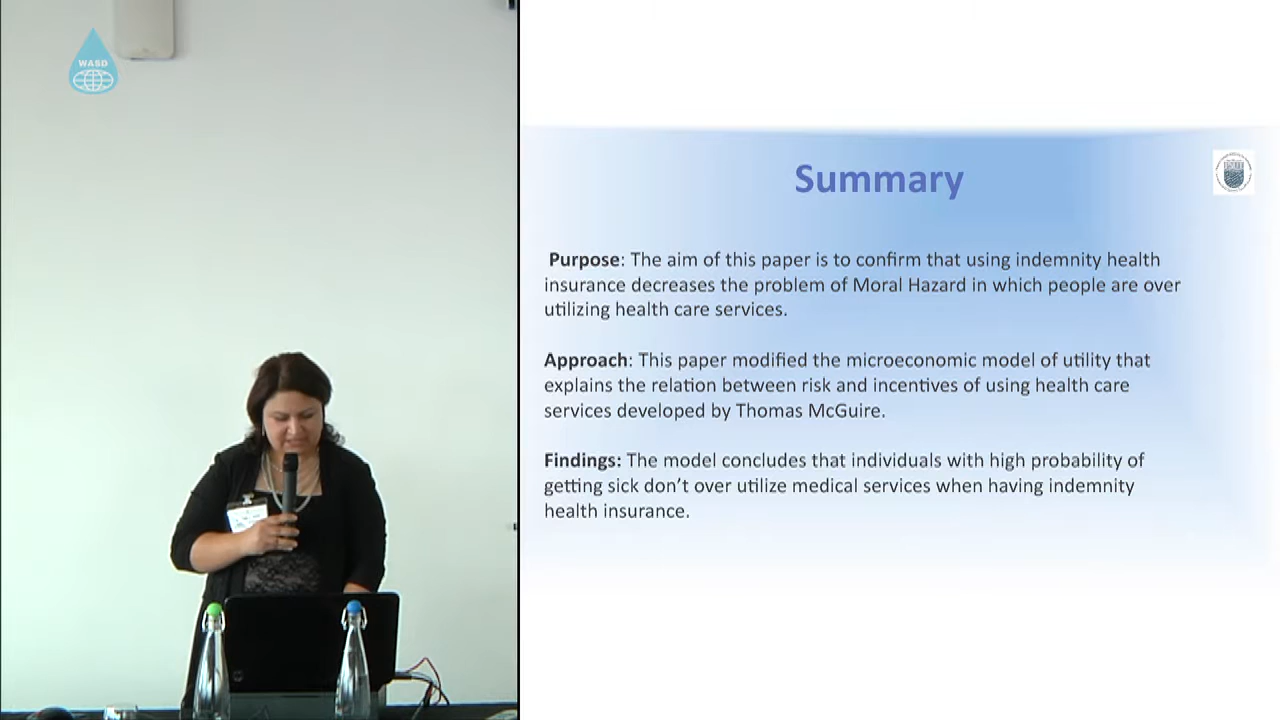 WASD
Summary
Purpose: The aim of this paper is to confirm that using indemnity health
insurance decreases the problem of Moral Hazard in which people are over
utilizing health care services.
Approach: This paper modified the microeconomic model of utility that
explains the relation between risk and incentives of using health care
services developed by Thomas McGuire.
Findings: The model concludes that individuals with high probability of
getting sick don't over utilize medical services when having indemnity
health insurance.